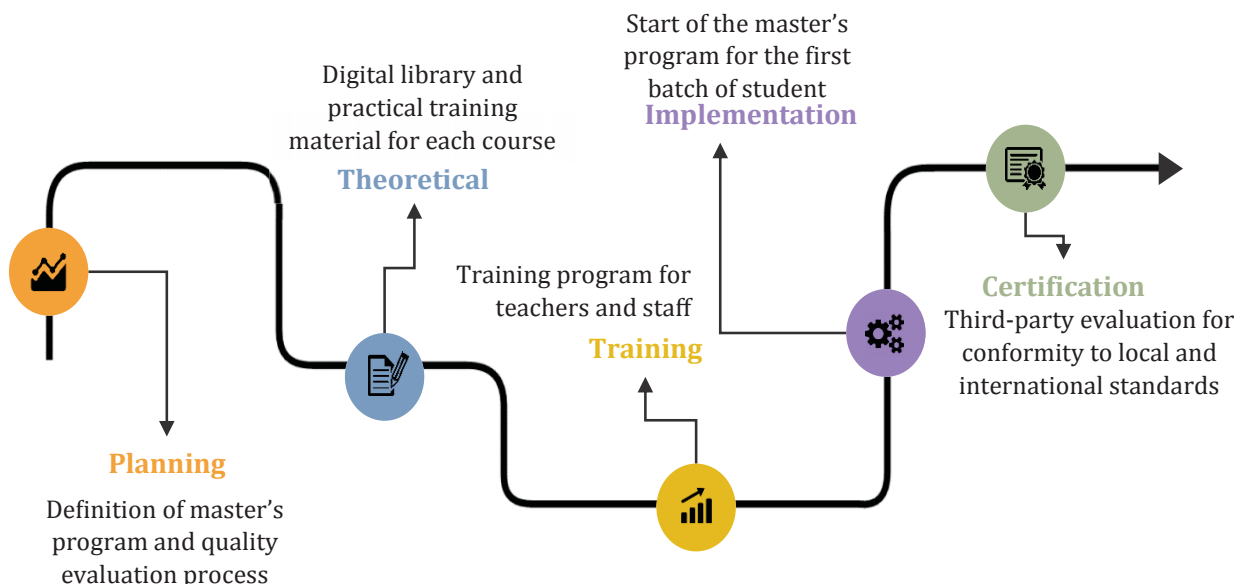 Planning
Definition of master’s
program and quality
evaluation process
Digital library and
practical training
material for each course
Theoretical
Training program for
teachers and staff
Training
Start of the master’s
program for the first
batch of student
Implementation
Certification
Third-party evaluation for
conformity to local and
international standards